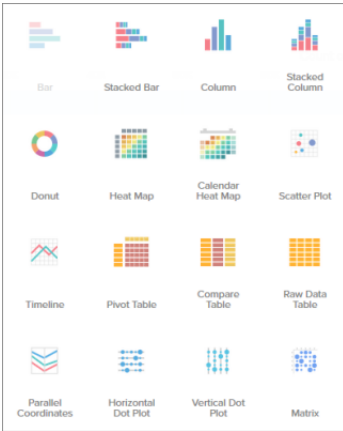 Bar
Stacked Bar
Column
Stacked
Column
Donut
Heat Map
Calendar
Heat Map
Scatter Plot
Timeline
Pivot Table
Compare
Table
Raw Data
Table
Parallel
Coordinates
Horizontal
Dot Plot
Vertical Dot
Plot
Matrix